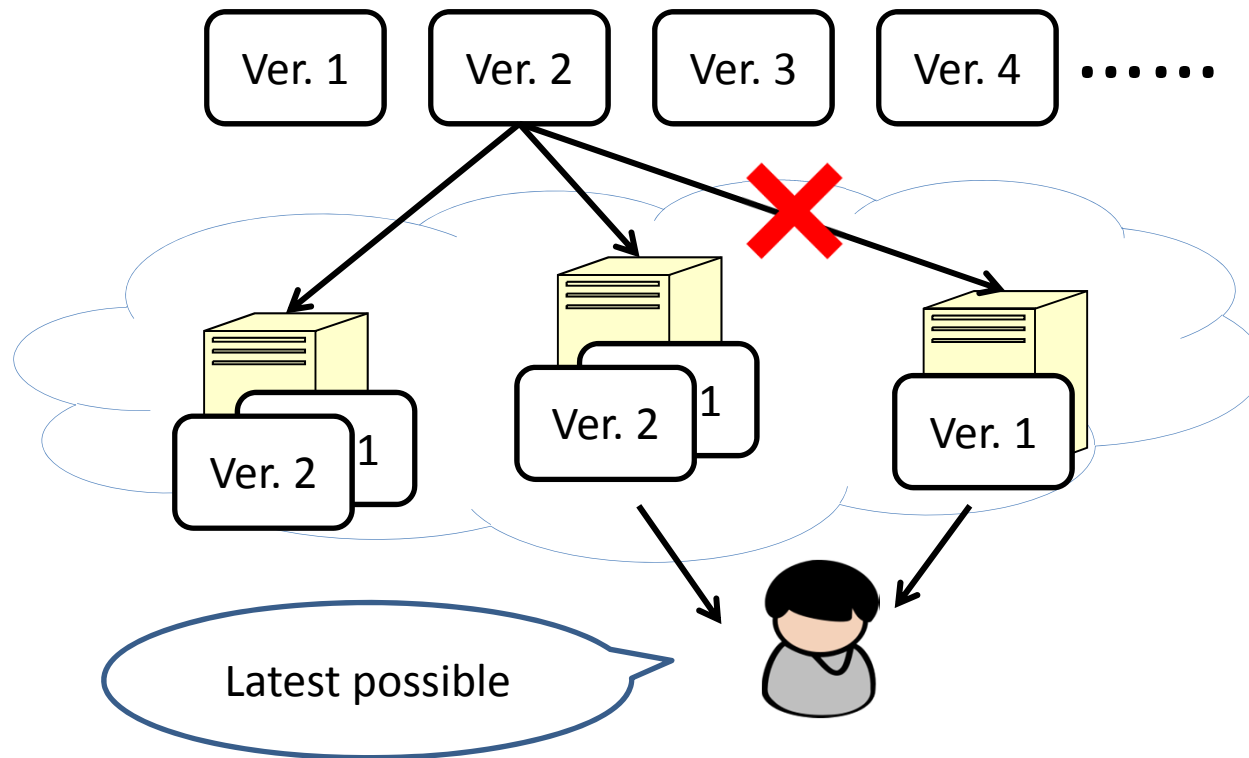 Ver. 1
Ver. 2
Ver. 3
Ver. 4
......
Ver. 2
1
Ver. 2
1
Ver. 1
Latest possible